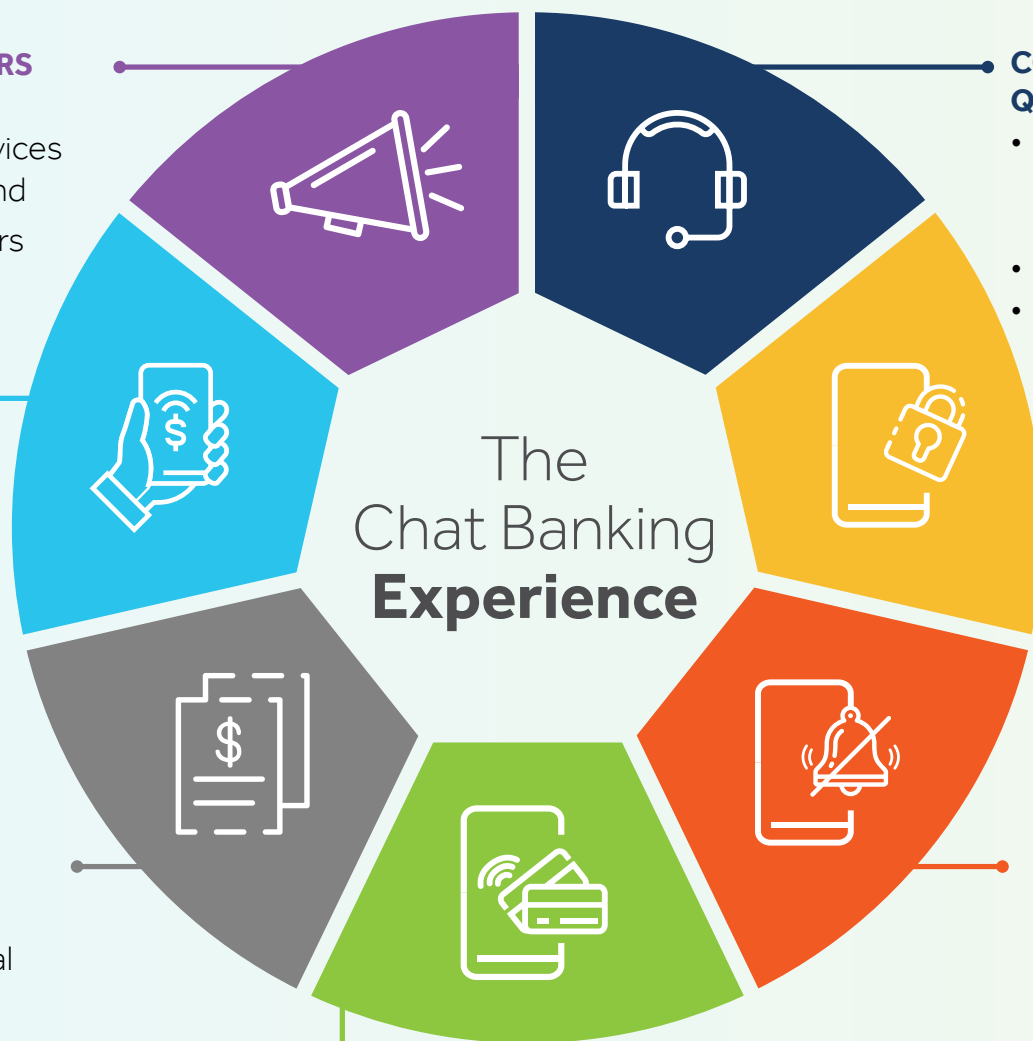 RS
vices
nd
rs
The
Chat Banking
Experience
al